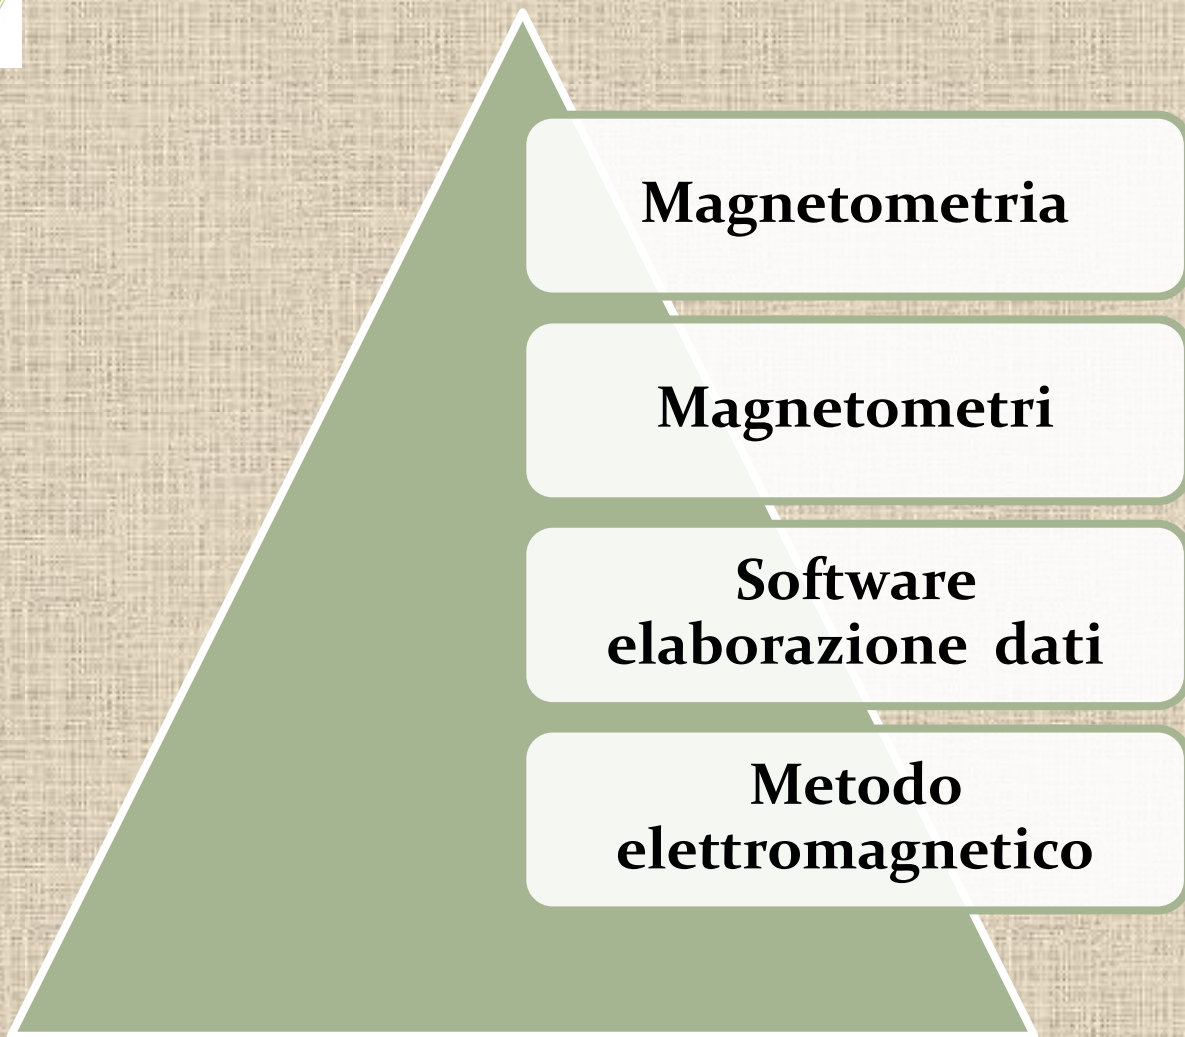 Magnetometria
Magnetometri
Software
elaborazione dati
Metodo
elettromagnetico